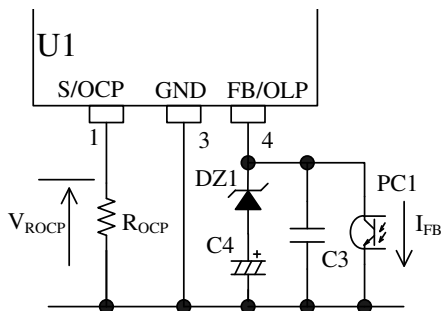 U1
S/OCP GND FB/OLP
1 3 4
DZ1 PC1
VROCP ROCP C4 + C3 IFB